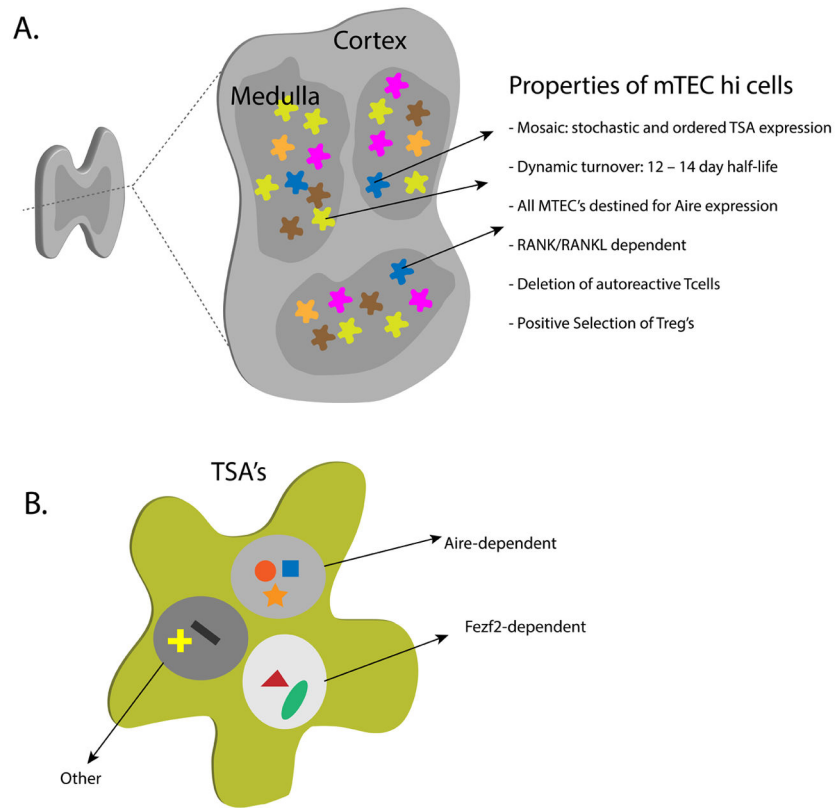 A.
Cortex
Medulla
Properties of mTEC hi cells
- Mosaic: stochastic and ordered TSA expression
- Dynamic turnover: 12 – 14 day half-life
- All MTEC's destined for Aire expression
- RANK/RANKL dependent
- Deletion of autoreactive Tcells
- Positive Selection of Treg's
B.
TSA's
Aire-dependent
Fezf2-dependent
Other